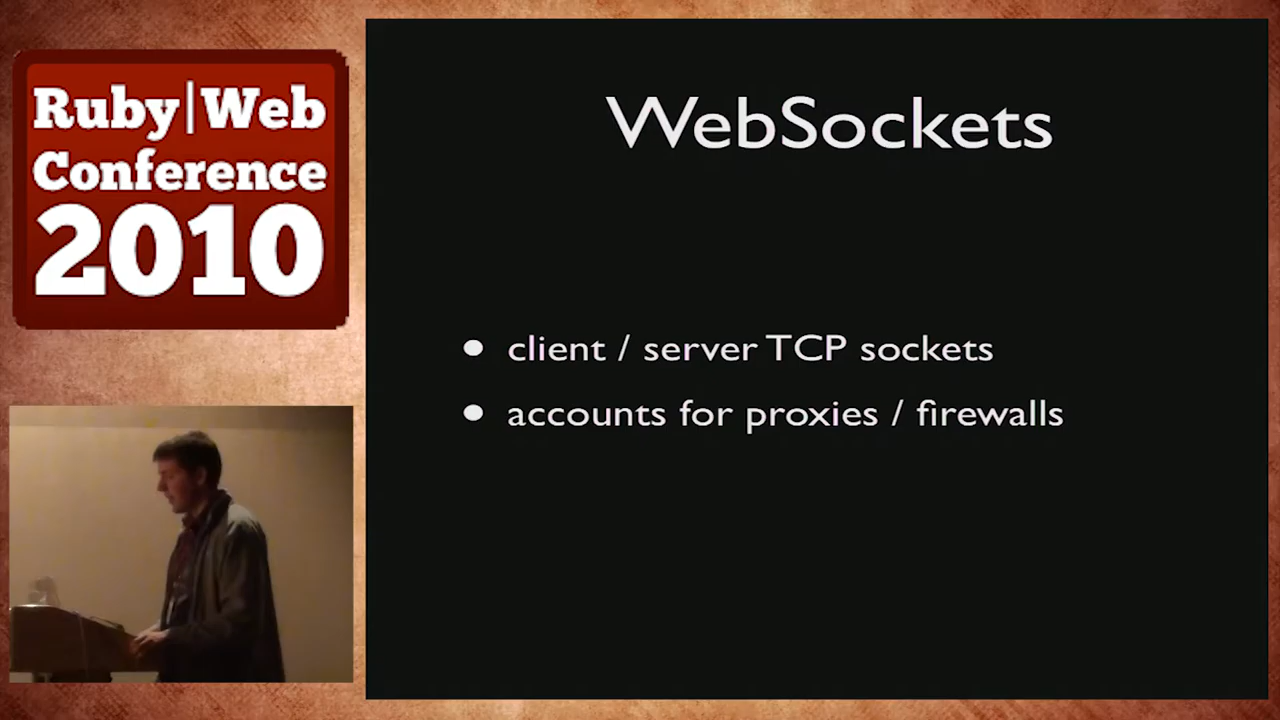 Ruby|Web
Conference
2010
WebSockets
• client / server TCP sockets
• accounts for proxies / firewalls